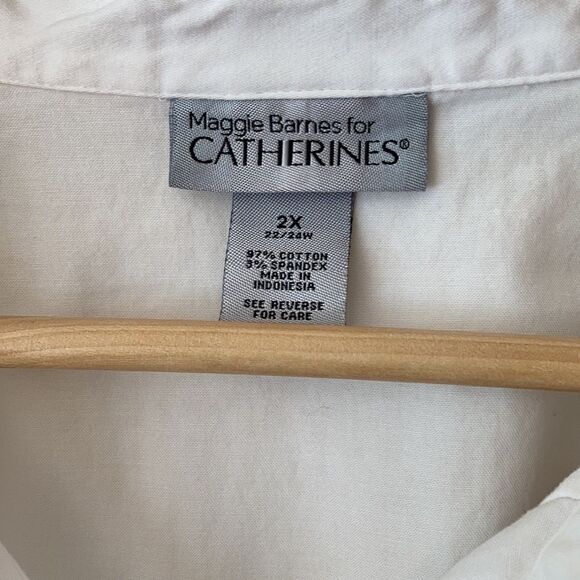 Maggie Barnes for
CATHERINES®
2X
22/24W
97% COTTON
3% SPANDEX
MADE IN
INDONESIA
SEE REVERSE
FOR CARE